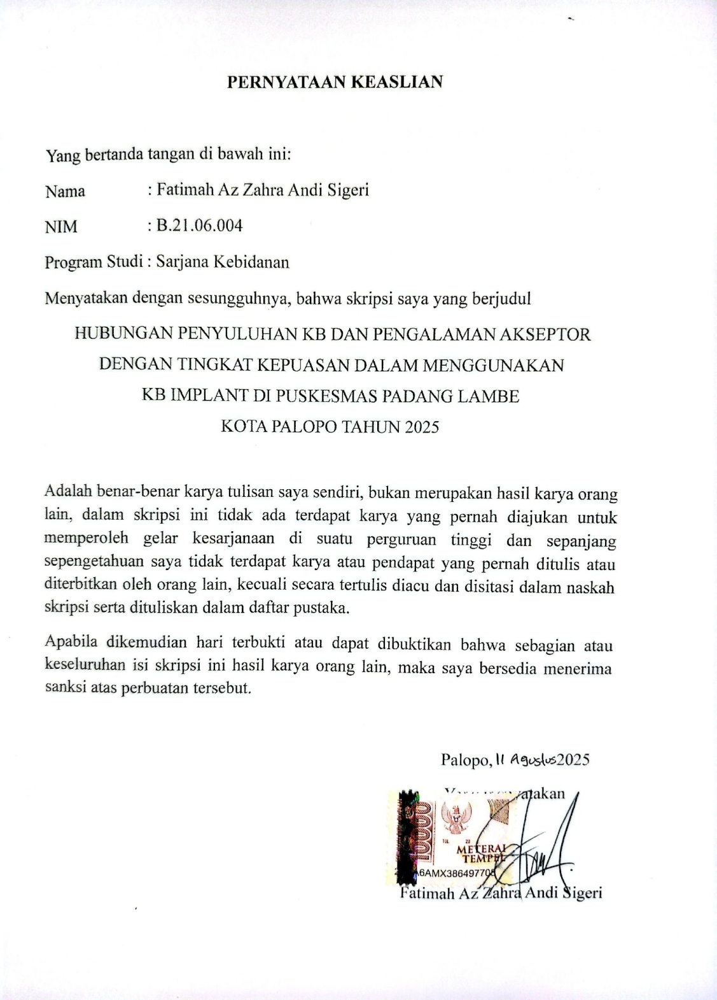 PERNYATAAN KEASLIAN
Yang bertanda tangan di bawah ini:
Nama : Fatimah Az Zahra Andi Sigeri
NIM : B.21.06.004
Program Studi : Sarjana Kebidanan
Menyatakan dengan sesungguhnya, bahwa skripsi saya yang berjudul
HUBUNGAN PENYULUHAN KB DAN PENGALAMAN AKSEPTOR
DENGAN TINGKAT KEPUASAN DALAM MENGGUNAKAN
KB IMPLANT DI PUSKESMAS PADANG LAMBE
KOTA PALOPO TAHUN 2025
Adalah benar-benar karya tulisan saya sendiri, bukan merupakan hasil karya orang
lain, dalam skripsi ini tidak ada terdapat karya yang pernah diajukan untuk
memperoleh gelar kesarjanaan di suatu perguruan tinggi dan sepanjang
sepengetahuan saya tidak terdapat karya atau pendapat yang pernah ditulis atau
diterbitkan oleh orang lain, kecuali secara tertulis diacu dan disitasi dalam naskah
skripsi serta dituliskan dalam daftar pustaka.
Apabila dikemudian hari terbukti atau dapat dibuktikan bahwa sebagian atau
keseluruhan isi skripsi ini hasil karya orang lain, maka saya bersedia menerima
sanksi atas perbuatan tersebut.
Palopo, 11 Agustus 2025
atakan
10000
TGL 20
METERAI
TEMPEL
A6AMX386497708
Fatimah Az Zahra Andi Sigeri